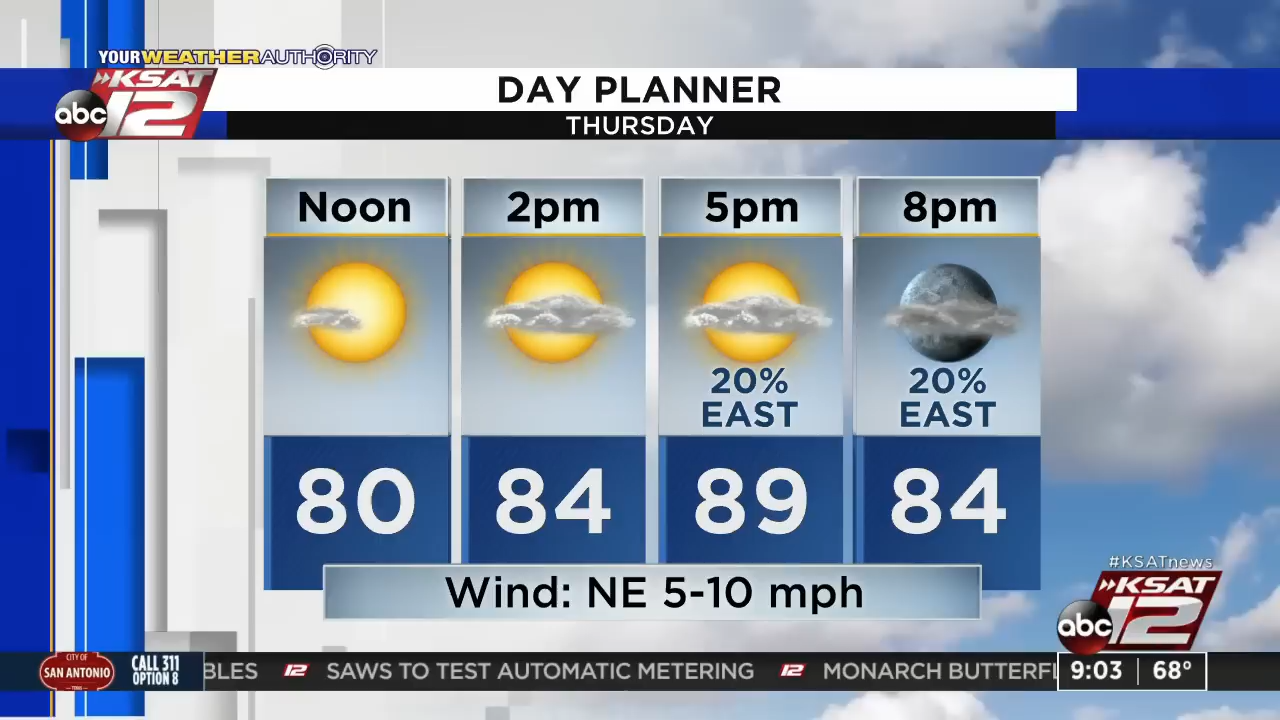 YOUR WEATHER AUTHORITY
KSAT
abc 12
DAY PLANNER
THURSDAY
Noon 2pm 5pm 8pm
20% 20%
EAST EAST
80 84 89 84
Wind: NE 5-10 mph
#KSATnews
KSAT
abc 12
CITY OF
SAN ANTONIO
TEXAS
CALL 311
OPTION 8
BLES 12 SAWS TO TEST AUTOMATIC METERING 12 MONARCH BUTTERFL
9:03 68°